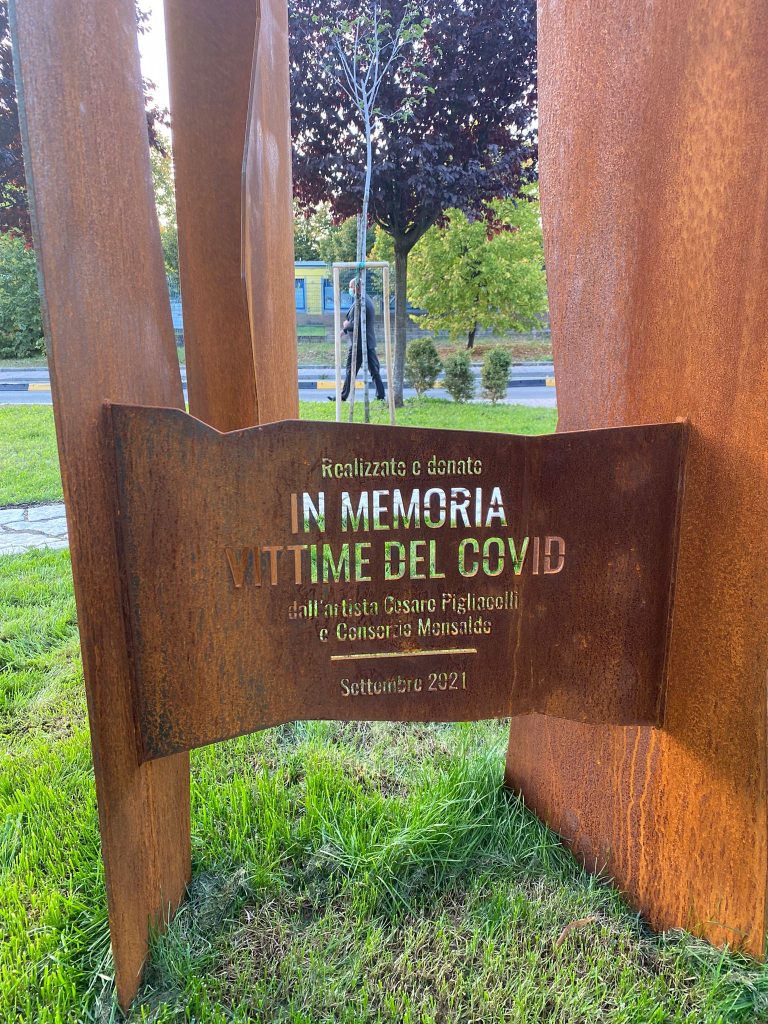 Realizzato e donato
IN MEMORIA
VITTIME DEL COVID
dall'artista Cesare Pigliacelli
e Consorzio Monsaldo
Settembre 2021